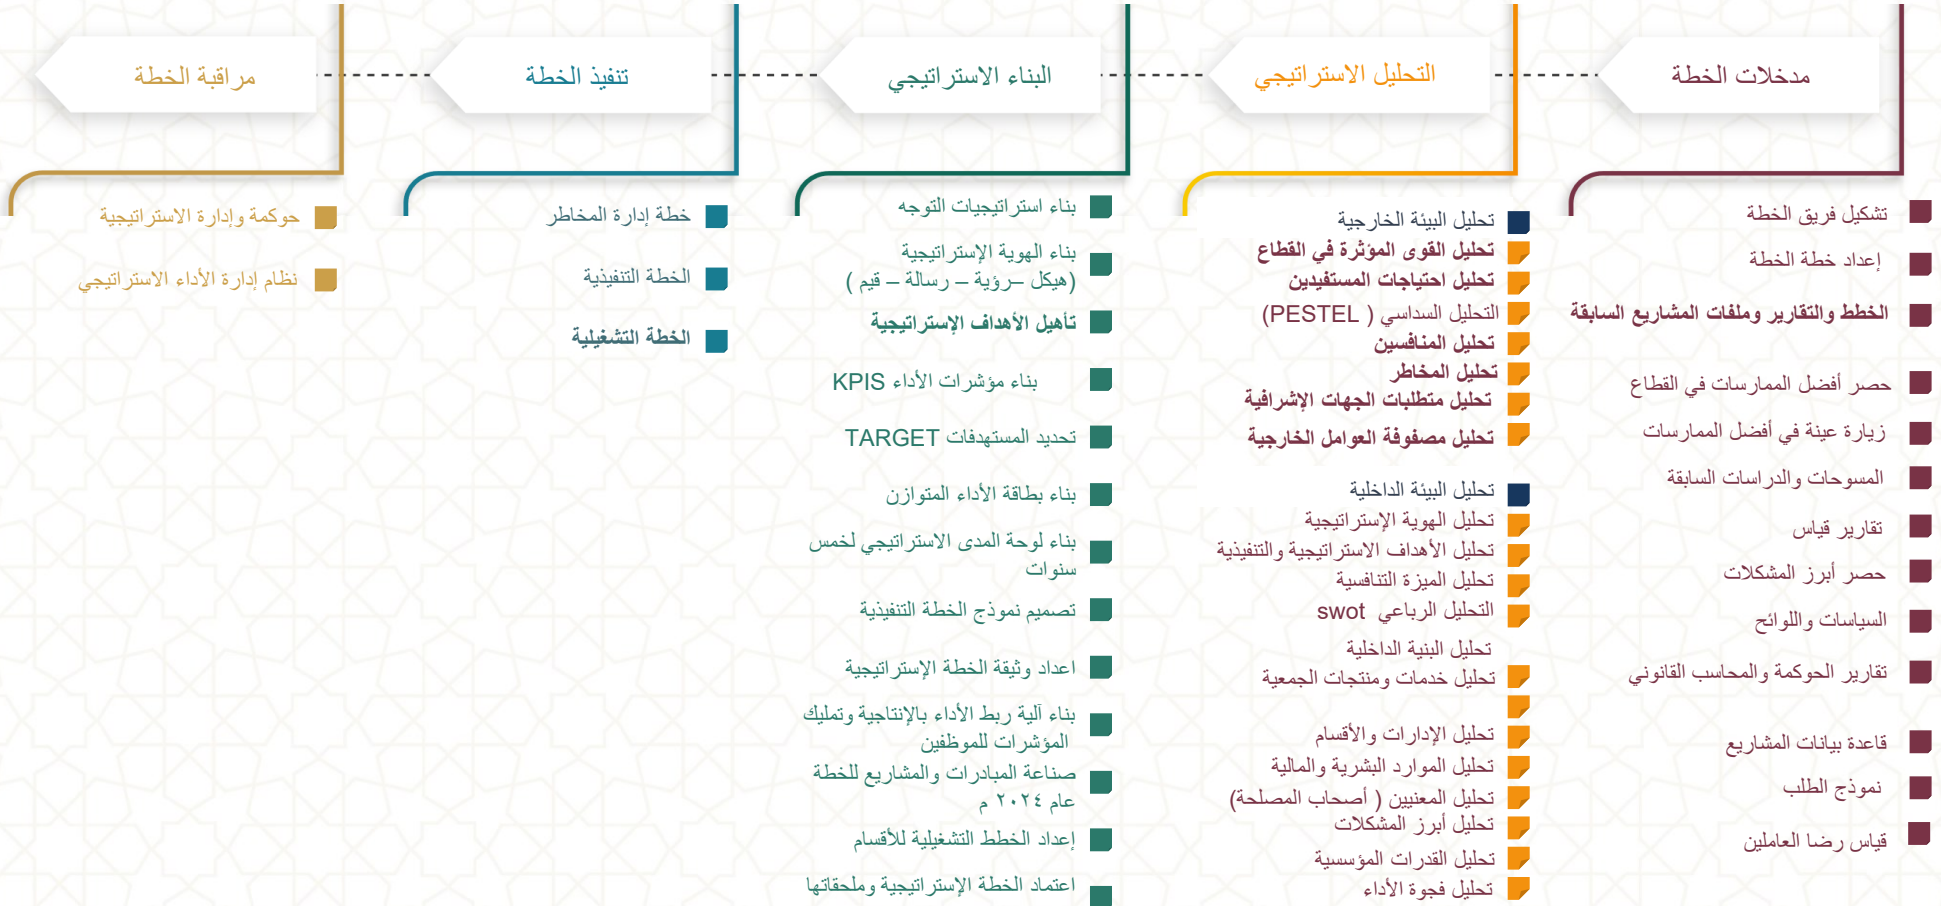 مدخلات الخطة
التحليل الاستراتيجي
البناء الاستراتيجي
تنفيذ الخطة
مراقبة الخطة
تشكيل فريق الخطة
إعداد خطة الخطة
الخطط والتقارير وملفات المشاريع السابقة
حصر أفضل الممارسات في القطاع
زيارة عينة في أفضل الممارسات
المسوحات والدراسات السابقة
تقارير قياس
حصر أبرز المشكلات
السياسات واللوائح
تقارير الحوكمة والمحاسب القانوني
قاعدة بيانات المشاريع
نموذج الطلب
قياس رضا العاملين
تحليل البيئة الخارجية
تحليل القوى المؤثرة في القطاع
تحليل احتياجات المستفيدين
التحليل السداسي ( PESTEL)
تحليل المنافسين
تحليل المخاطر
تحليل متطلبات الجهات الإشرافية
تحليل مصفوفة العوامل الخارجية
تحليل البيئة الداخلية
تحليل الهوية الإستراتيجية
تحليل الأهداف الاستراتيجية والتنفيذية
تحليل الميزة التنافسية
التحليل الرباعي swot
تحليل البنية الداخلية
تحليل خدمات ومنتجات الجمعية
تحليل الإدارات والأقسام
تحليل الموارد البشرية والمالية
تحليل المعنيين ( أصحاب المصلحة)
تحليل أبرز المشكلات
تحليل القدرات المؤسسية
تحليل فجوة الأداء
بناء استراتيجيات التوجه
بناء الهوية الإستراتيجية
(هيكل –رؤية – رسالة – قيم )
تأهيل الأهداف الإستراتيجية
بناء مؤشرات الأداء KPIS
تحديد المستهدفات TARGET
بناء بطاقة الأداء المتوازن
بناء لوحة المدى الاستراتيجي لخمس
سنوات
تصميم نموذج الخطة التنفيذية
اعداد وثيقة الخطة الإستراتيجية
بناء آلية ربط الأداء بالإنتاجية وتمليك
المؤشرات للموظفين
صناعة المبادرات والمشاريع للخطة
عام ٢٠٢٤ م
إعداد الخطط التشغيلية للأقسام
اعتماد الخطة الإستراتيجية وملحقاتها
خطة إدارة المخاطر
الخطة التنفيذية
الخطة التشغيلية
حوكمة وإدارة الاستراتيجية
نظام إدارة الأداء الاستراتيجي